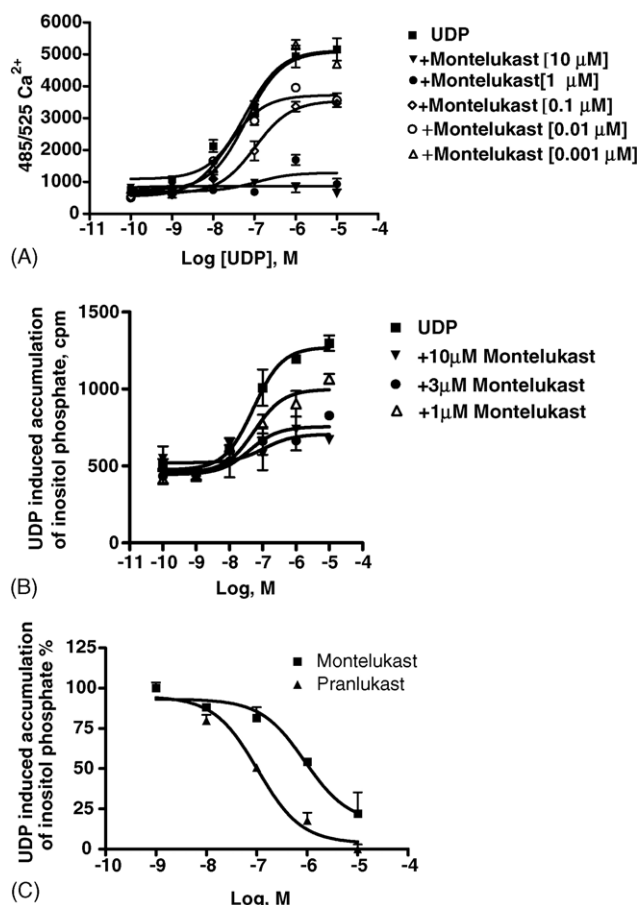 6000
5000
4000
3000
2000
1000
0
485/525 Ca²⁺
-11 -10 -9 -8 -7 -6 -5 -4
Log [UDP], M
UDP
+Montelukast [10 µM]
+Montelukast[1 µM]
+Montelukast [0.1 µM]
+Montelukast [0.01 µM]
+Montelukast [0.001 µM]
(A)
1500
1000
500
0
UDP induced accumulation
of inositol phosphate, cpm
-11 -10 -9 -8 -7 -6 -5 -4
Log, M
UDP
+10µM Montelukast
+3µM Montelukast
+1µM Montelukast
(B)
125
100
75
50
25
0
UDP induced accumulation
of inositol phosphate %
-10 -9 -8 -7 -6 -5 -4
Log, M
Montelukast
Pranlukast
(C)